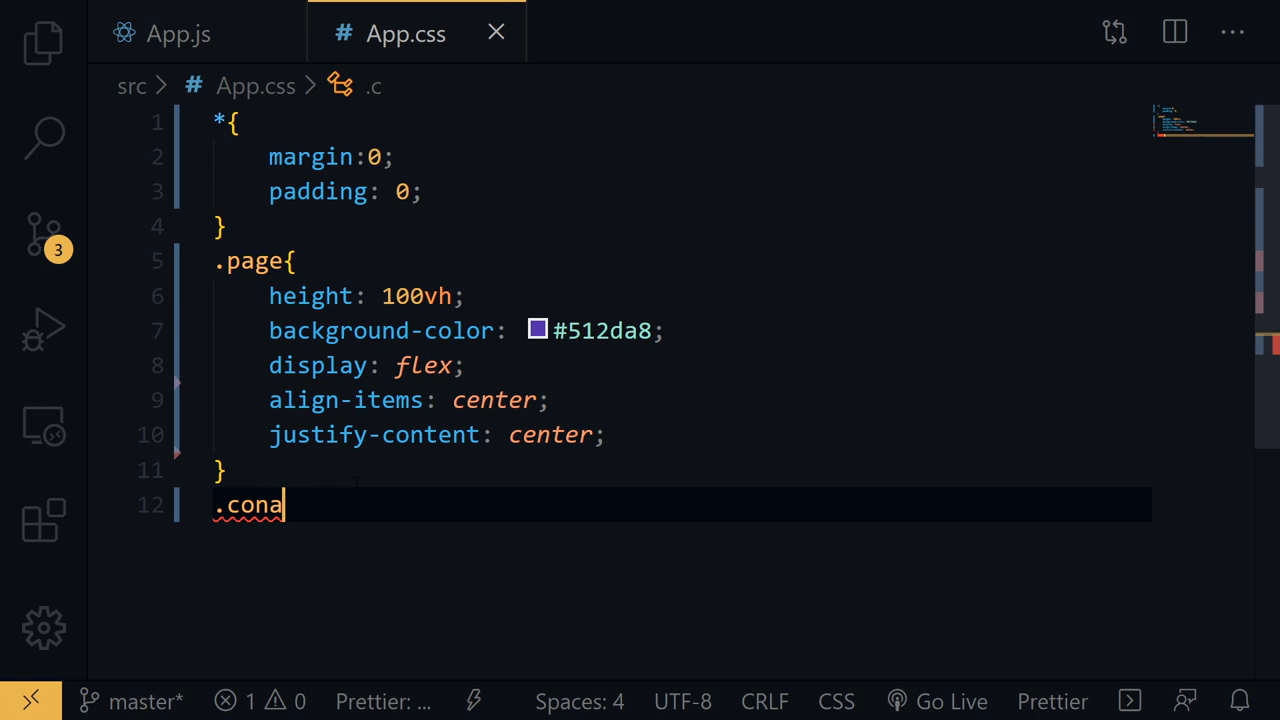 App.js
# App.css
src > # App.css > .c
1 *{
2 margin:0;
3 padding: 0;
4 }
5 .page{
6 height: 100vh;
7 background-color: #512da8;
8 display: flex;
9 align-items: center;
10 justify-content: center;
11 }
12 .cona
3
master* 1 0 Prettier: ... Spaces: 4 UTF-8 CRLF CSS Go Live Prettier